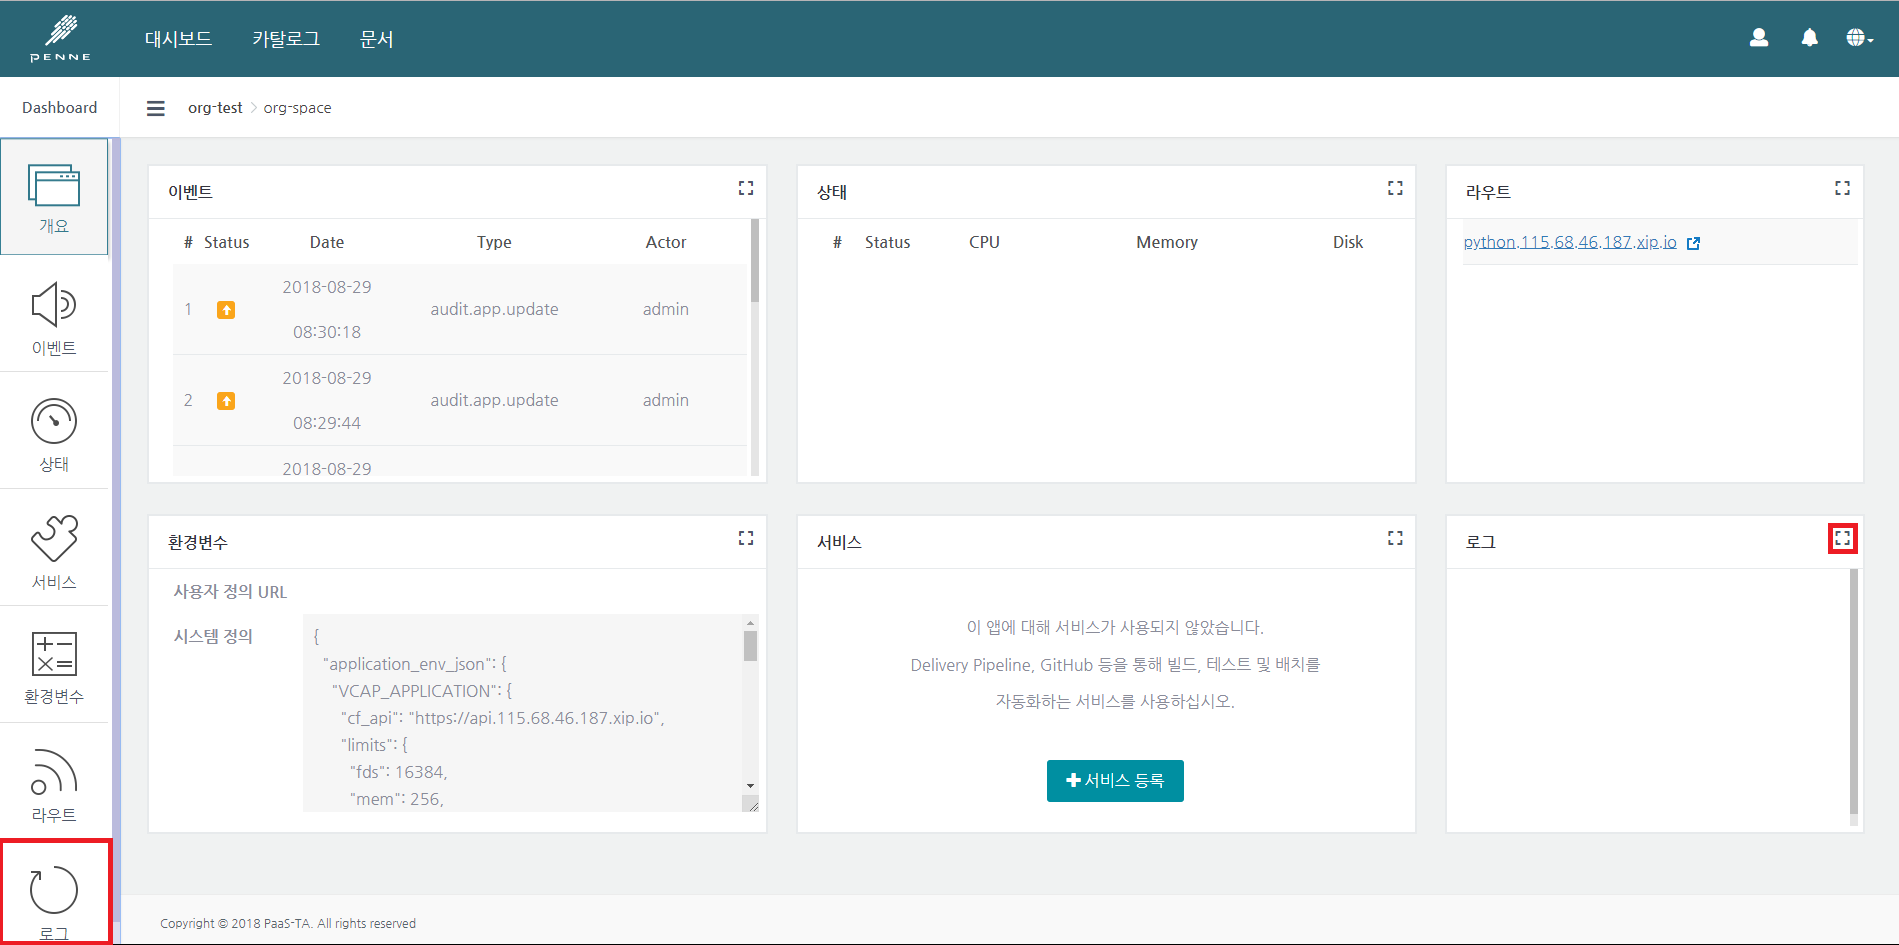 PENNE
대시보드 카탈로그 문서
Dashboard
org-test > org-space
개요
이벤트
상태
서비스
환경변수
라우트
로그
이벤트
# Status Date Type Actor
1 2018-08-29 08:30:18 audit.app.update admin
2 2018-08-29 08:29:44 audit.app.update admin
2018-08-29
상태
# Status CPU Memory Disk
라우트
python.115.68.46.187.xip.io
환경변수
사용자 정의 URL
시스템 정의
{
"application_env_json": {
"VCAP_APPLICATION": {
"cf_api": "https://api.115.68.46.187.xip.io",
"limits": {
"fds": 16384,
"mem": 256,
서비스
이 앱에 대해 서비스가 사용되지 않았습니다.
Delivery Pipeline, GitHub 등을 통해 빌드, 테스트 및 배치를
자동화하는 서비스를 사용하십시오.
서비스 등록
로그
Copyright © 2018 PaaS-TA. All rights reserved